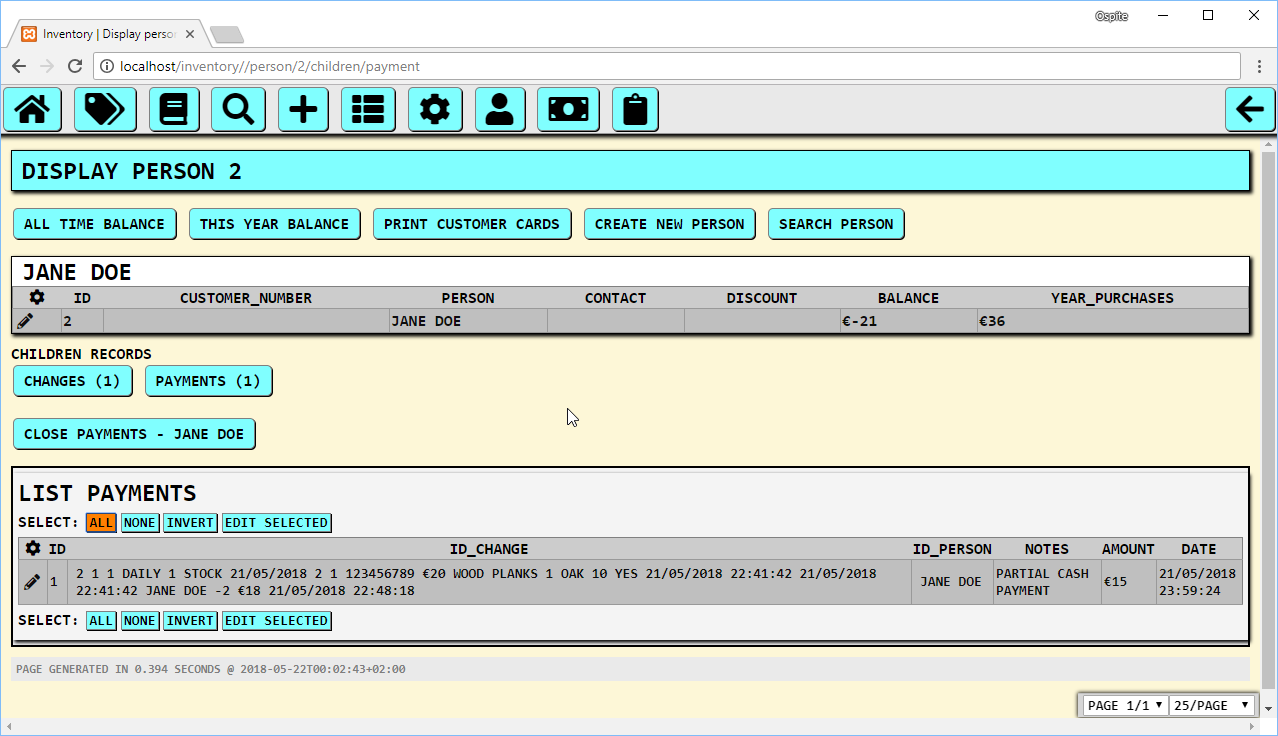 Ospite
Inventory | Display person
localhost/inventory//person/2/children/payment
DISPLAY PERSON 2
ALL TIME BALANCE THIS YEAR BALANCE PRINT CUSTOMER CARDS CREATE NEW PERSON SEARCH PERSON
JANE DOE
ID CUSTOMER_NUMBER PERSON CONTACT DISCOUNT BALANCE YEAR_PURCHASES
2 JANE DOE €-21 €36
CHILDREN RECORDS
CHANGES (1) PAYMENTS (1)
CLOSE PAYMENTS - JANE DOE
LIST PAYMENTS
SELECT: ALL NONE INVERT EDIT SELECTED
ID ID_CHANGE ID_PERSON NOTES AMOUNT DATE
1
2 1 1 DAILY 1 STOCK 21/05/2018 2 1 123456789 €20 WOOD PLANKS 1 OAK 10 YES 21/05/2018 22:41:42 21/05/2018
22:41:42 JANE DOE -2 €18 21/05/2018 22:48:18
JANE DOE
PARTIAL CASH
PAYMENT
€15
21/05/2018
23:59:24
SELECT: ALL NONE INVERT EDIT SELECTED
PAGE GENERATED IN 0.394 SECONDS @ 2018-05-22T00:02:43+02:00
PAGE 1/1 25/PAGE